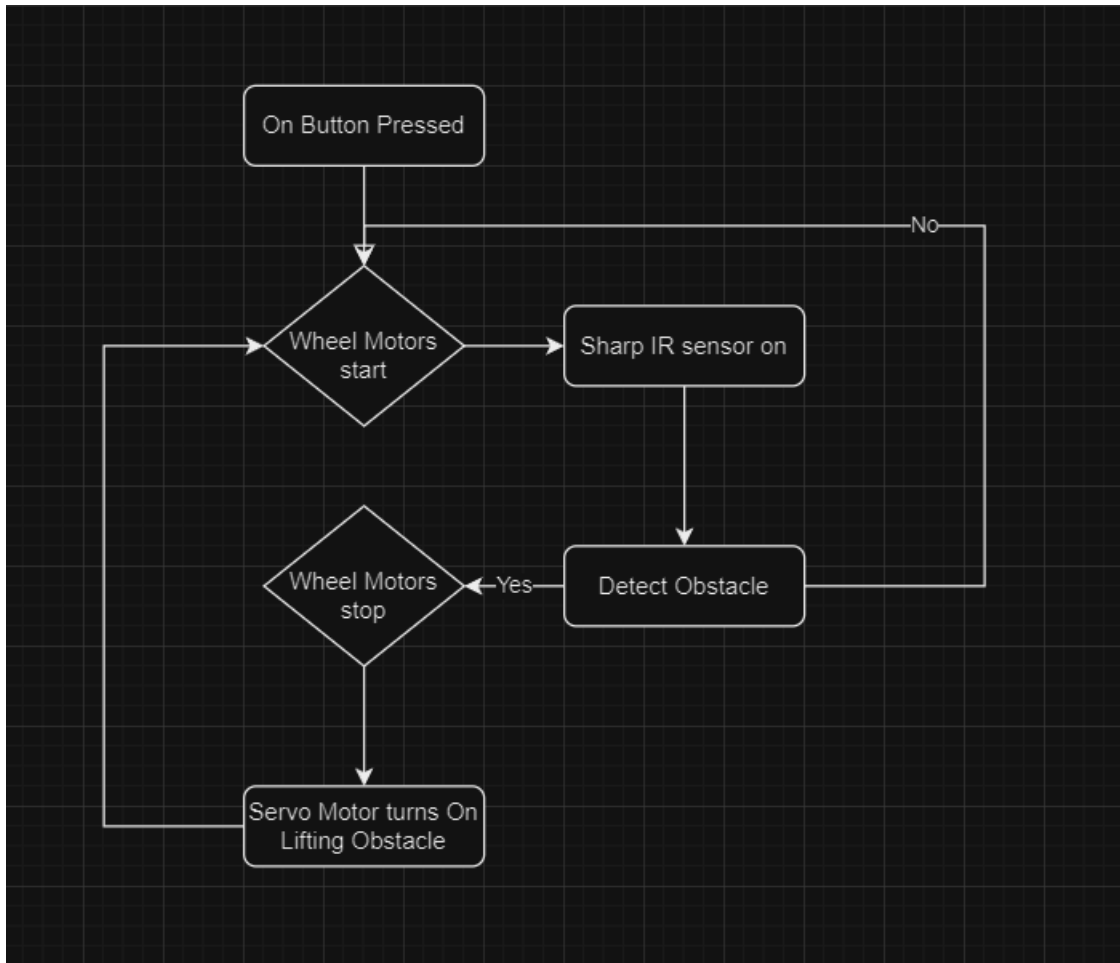 On Button Pressed
No
Wheel Motors
start
Sharp IR sensor on
Wheel Motors
stop
Yes
Detect Obstacle
Servo Motor turns On
Lifting Obstacle